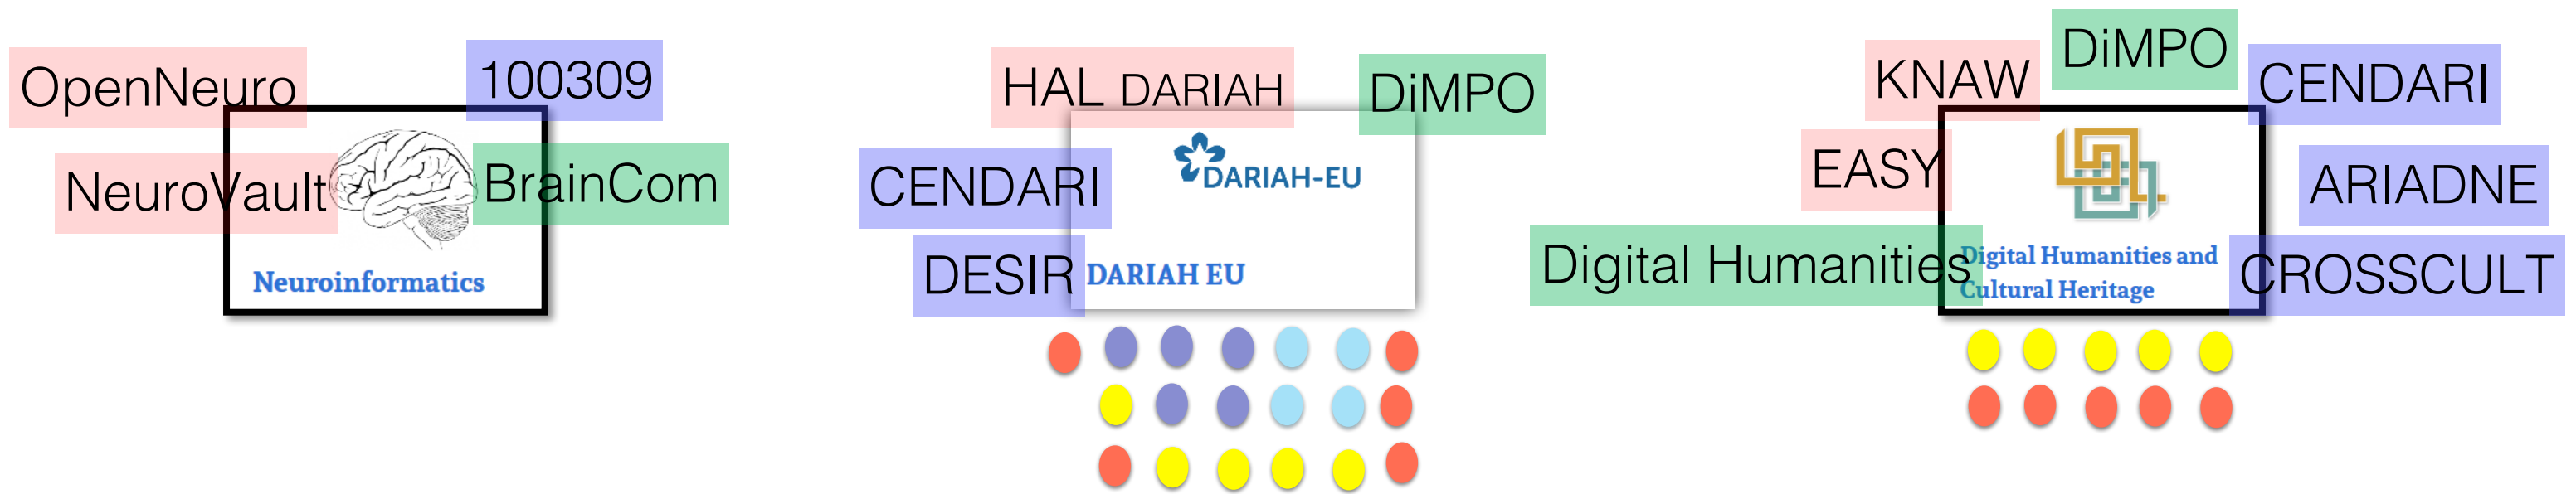 OpenNeuro
100309
NeuroVault
BrainCom
Neuroinformatics
HAL DARIAH
DiMPO
CENDARI
DARIAH-EU
DESIR
DARIAH EU
KNAW
DiMPO
CENDARI
EASY
ARIADNE
Digital Humanities
Digital Humanities and
Cultural Heritage
CROSSCULT